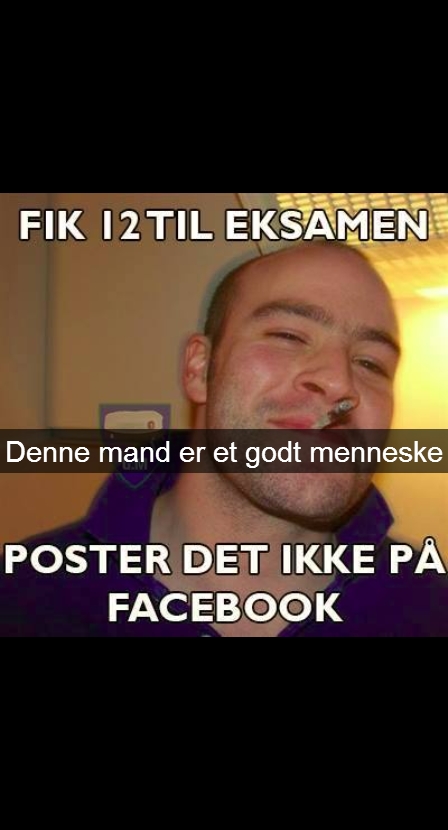 FIK 12 TIL EKSAMEN
Denne mand er et godt menneske
G.M
POSTER DET IKKE PÅ
FACEBOOK